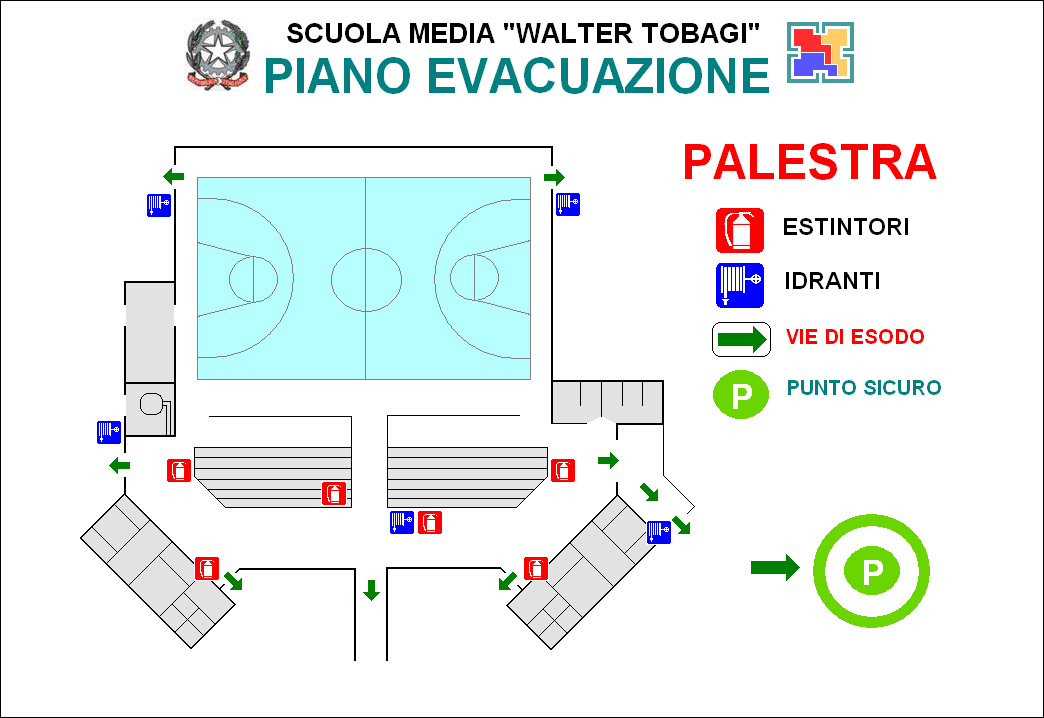 SCUOLA MEDIA "WALTER TOBAGI"
PIANO EVACUAZIONE
PALESTRA
ESTINTORI
IDRANTI
VIE DI ESODO
P PUNTO SICURO
P